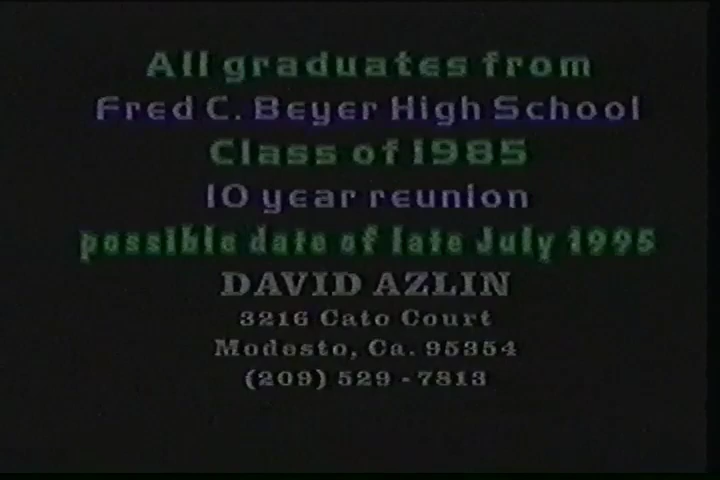 All graduates from
Fred C. Beyer High School
Class of 1985
10 year reunion
possible date of late July 1995
DAVID AZLIN
3216 Cato Court
Modesto, Ca. 95354
(209) 529-7813